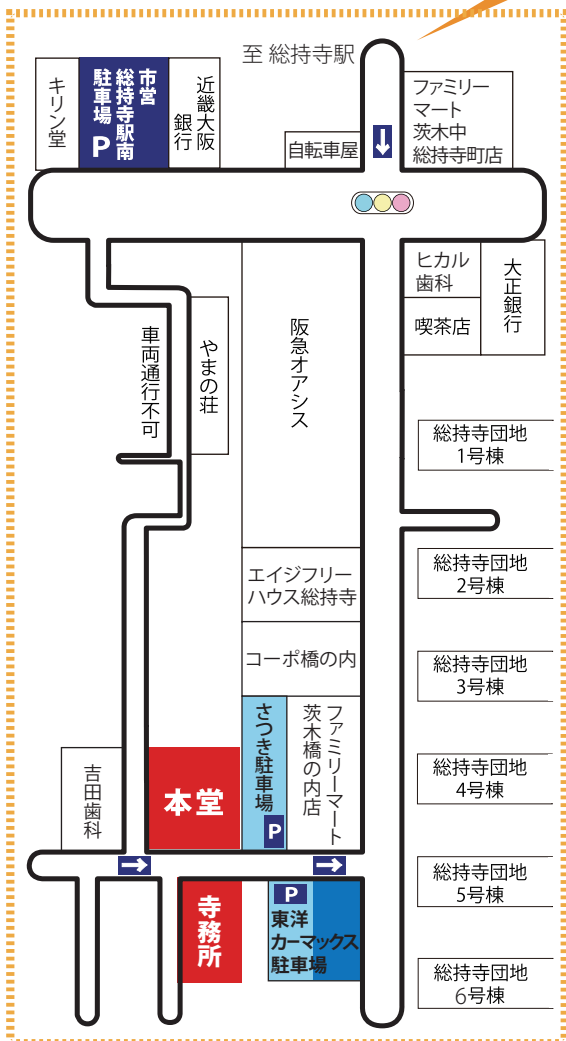 至 総持寺駅
キリン堂
市営
総持寺駅南
駐車場 P
近畿大阪
銀行
自転車屋
ファミリー
マート
茨木中
総持寺町店
ヒカル
歯科
喫茶店
大正銀行
車両通行不可
やまの荘
阪急オアシス
総持寺団地
1号棟
エイジフリー
ハウス総持寺
総持寺団地
2号棟
コーポ橋の内
総持寺団地
3号棟
さつき駐車場
P
ファミリーマート
茨木橋の内店
吉田歯科
本堂
総持寺団地
4号棟
寺務所
P
東洋
カーマックス
駐車場
総持寺団地
5号棟
総持寺団地
6号棟